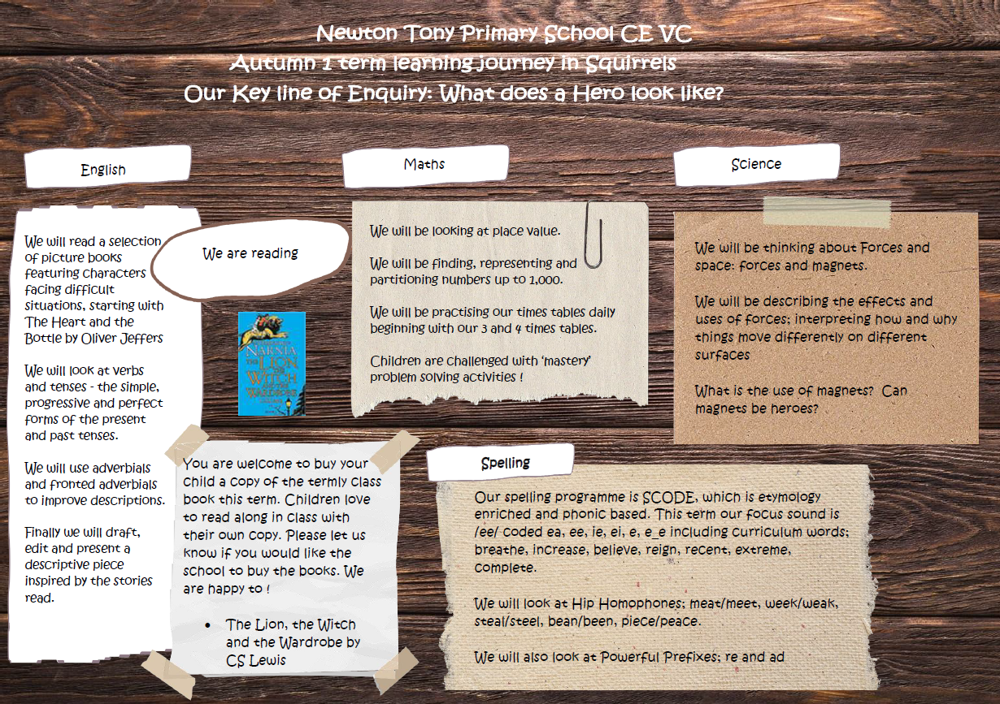 Newton Tony Primary School CE VC
Autumn 1 term learning journey in Squirrels
Our Key line of Enquiry: What does a Hero look like?
English
We will read a selection
of picture books
featuring characters
facing difficult
situations, starting with
The Heart and the
Bottle by Oliver Jeffers
We will look at verbs
and tenses - the simple,
progressive and perfect
forms of the present
and past tenses.
We will use adverbials
and fronted adverbials
to improve descriptions.
Finally we will draft,
edit and present a
descriptive piece
inspired by the stories
read.
We are reading
NARNIA
THE LION
THE
WITCH
AND THE
WARDROBE
You are welcome to buy your
child a copy of the termly class
book this term. Children love
to read along in class with
their own copy. Please let us
know if you would like the
school to buy the books. We
are happy to !
• The Lion, the Witch
and the Wardrobe by
CS Lewis
Maths
We will be looking at place value.
We will be finding, representing and
partitioning numbers up to 1,000.
We will be practising our times tables daily
beginning with our 3 and 4 times tables.
Children are challenged with 'mastery'
problem solving activities !
Science
We will be thinking about Forces and
space: forces and magnets.
We will be describing the effects and
uses of forces; interpreting how and why
things move differently on different
surfaces
What is the use of magnets? Can
magnets be heroes?
Spelling
Our spelling programme is SCODE, which is etymology
enriched and phonic based. This term our focus sound is
/ee/ coded ea, ee, ie, ei, e, e_e including curriculum words;
breathe, increase, believe, reign, recent, extreme,
complete.
We will look at Hip Homophones; meat/meet, week/weak,
steal/steel, bean/been, piece/peace.
We will also look at Powerful Prefixes; re and ad